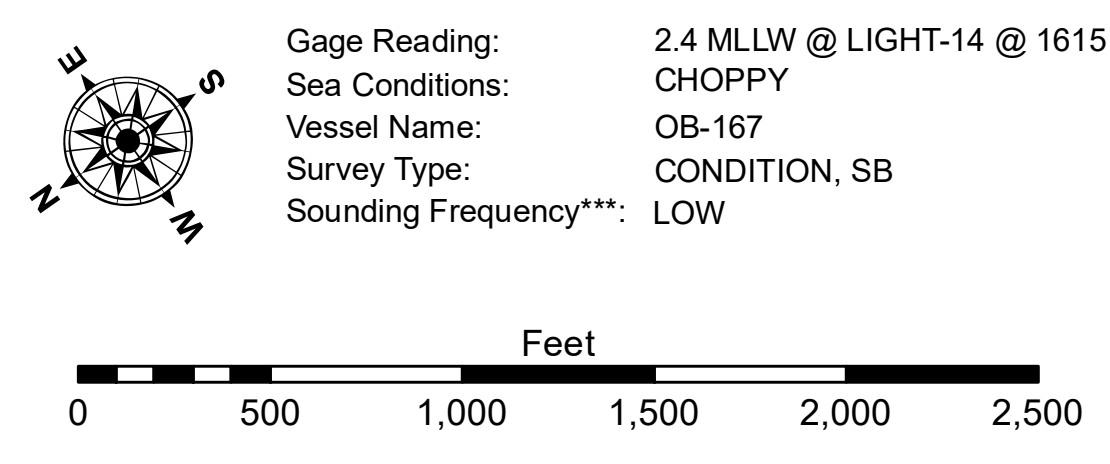 E
S
N
W
Gage Reading: 2.4 MLLW @ LIGHT-14 @ 1615
Sea Conditions: CHOPPY
Vessel Name: OB-167
Survey Type: CONDITION, SB
Sounding Frequency***: LOW
Feet
0 500 1,000 1,500 2,000 2,500